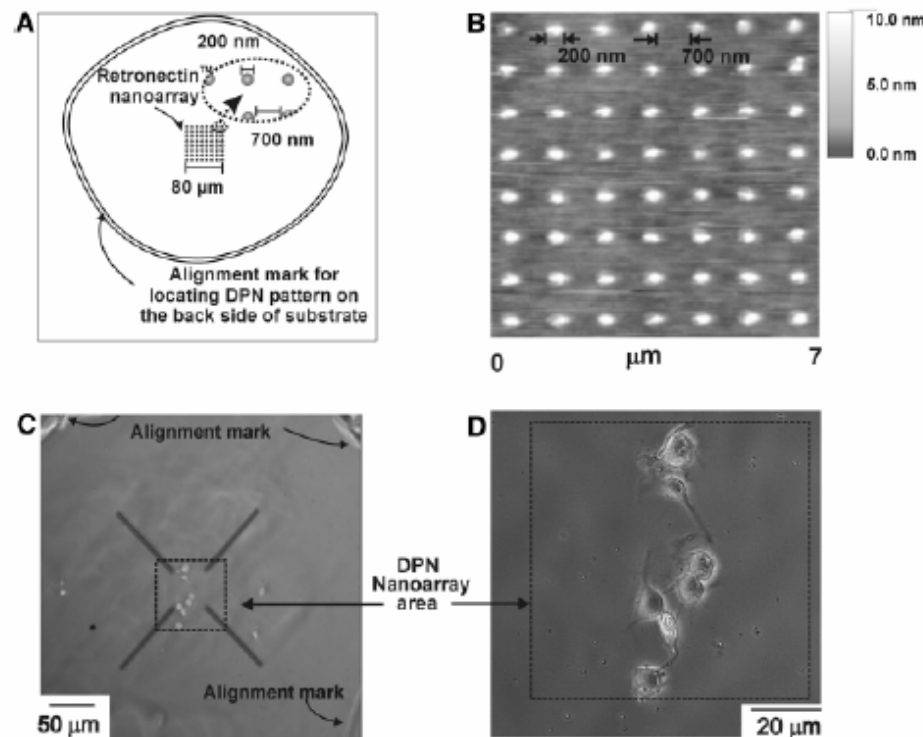 A
200 nm
Retronectin™
nanoarray
700 nm
80 µm
Alignment mark for
locating DPN pattern on
the back side of substrate
B
200 nm
700 nm
10.0 nm
5.0 nm
0.0 nm
0
µm
7
C
Alignment mark
Alignment mark
50 µm
DPN
Nanoarray
area
D
20 µm